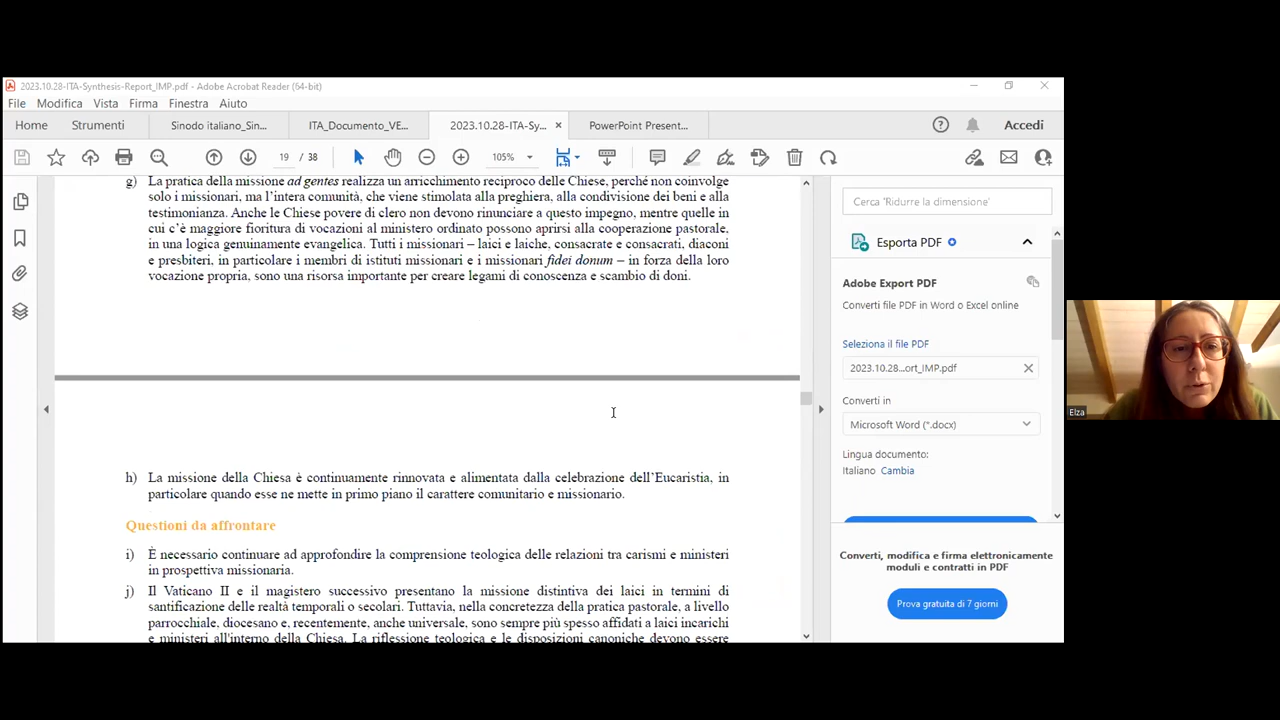 2023.10.28-ITA-Synthesis-Report_IMP.pdf - Adobe Acrobat Reader (64-bit)
File Modifica Vista Firma Finestra Aiuto
Home Strumenti Sinodo italiano_Sin... ITA_Documento_VE... 2023.10.28-ITA-Sy... × PowerPoint Present... Accedi
19 / 38 105%
g) La pratica della missione ad gentes realizza un arricchimento reciproco delle Chiese, perché non coinvolge
solo i missionari, ma l'intera comunità, che viene stimolata alla preghiera, alla condivisione dei beni e alla
testimonianza. Anche le Chiese povere di clero non devono rinunciare a questo impegno, mentre quelle in
cui c'è maggiore fioritura di vocazioni al ministero ordinato possono aprirsi alla cooperazione pastorale,
in una logica genuinamente evangelica. Tutti i missionari – laici e laiche, consacrate e consacrati, diaconi
e presbiteri, in particolare i membri di istituti missionari e i missionari fidei donum – in forza della loro
vocazione propria, sono una risorsa importante per creare legami di conoscenza e scambio di doni.
h) La missione della Chiesa è continuamente rinnovata e alimentata dalla celebrazione dell'Eucaristia, in
particolare quando esse ne mette in primo piano il carattere comunitario e missionario.
Questioni da affrontare
i) È necessario continuare ad approfondire la comprensione teologica delle relazioni tra carismi e ministeri
in prospettiva missionaria.
j) Il Vaticano II e il magistero successivo presentano la missione distintiva dei laici in termini di
santificazione delle realtà temporali o secolari. Tuttavia, nella concretezza della pratica pastorale, a livello
parrocchiale, diocesano e, recentemente, anche universale, sono sempre più spesso affidati a laici incarichi
e ministeri all'interno della Chiesa. La riflessione teologica e le disposizioni canoniche devono essere
Cerca 'Ridurre la dimensione'
Esporta PDF
Adobe Export PDF
Converti file PDF in Word o Excel online
Seleziona il file PDF
2023.10.28...ort_IMP.pdf
Converti in
Microsoft Word (*.docx)
Lingua documento:
Italiano Cambia
Converti, modifica e firma elettronicamente
moduli e contratti in PDF
Prova gratuita di 7 giorni
Elza